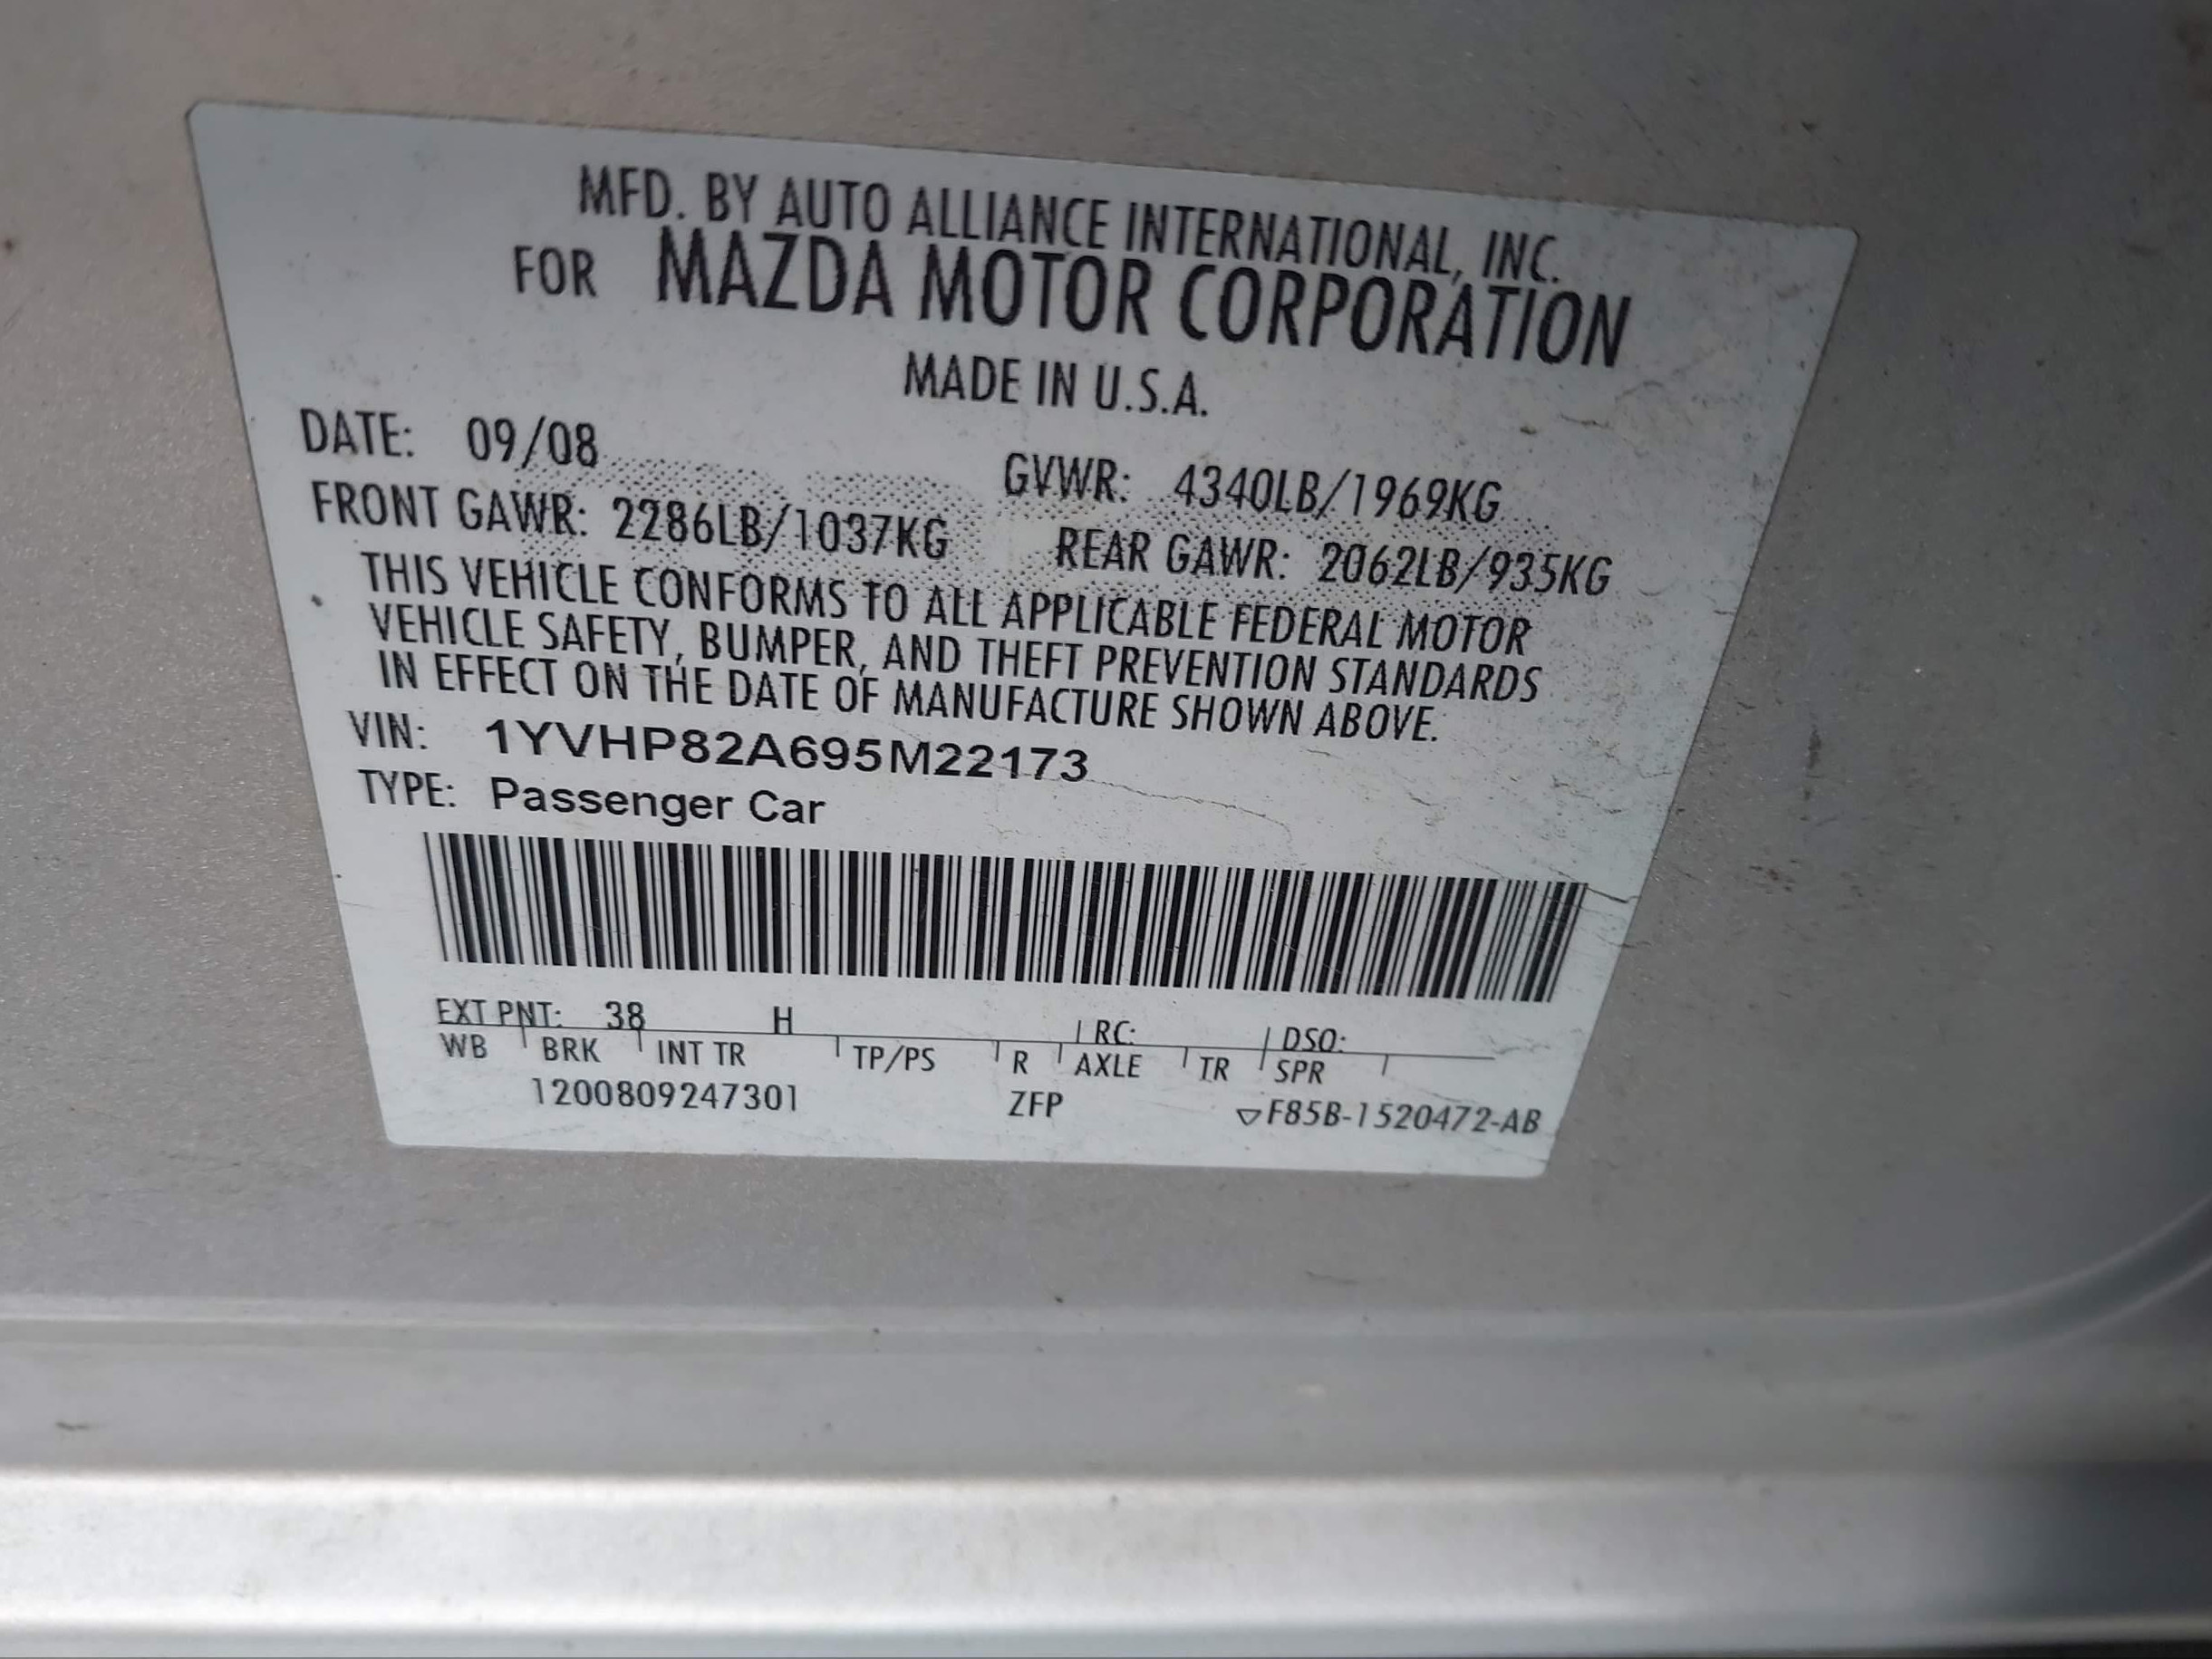 MFD. BY AUTO ALLIANCE INTERNATIONAL, INC.
FOR MAZDA MOTOR CORPORATION
MADE IN U.S.A.
DATE: 09/08 GVWR: 4340LB/1969KG
FRONT GAWR: 2286LB/1037KG REAR GAWR: 2062LB/935KG
THIS VEHICLE CONFORMS TO ALL APPLICABLE FEDERAL MOTOR
VEHICLE SAFETY, BUMPER, AND THEFT PREVENTION STANDARDS
IN EFFECT ON THE DATE OF MANUFACTURE SHOWN ABOVE.
VIN: 1YVHP82A695M22173
TYPE: Passenger Car
EXT PNT: 38 H RC: DSO:
WB BRK INT TR TP/PS R AXLE TR SPR
1200809247301 ZFP ▽F85B-1520472-AB